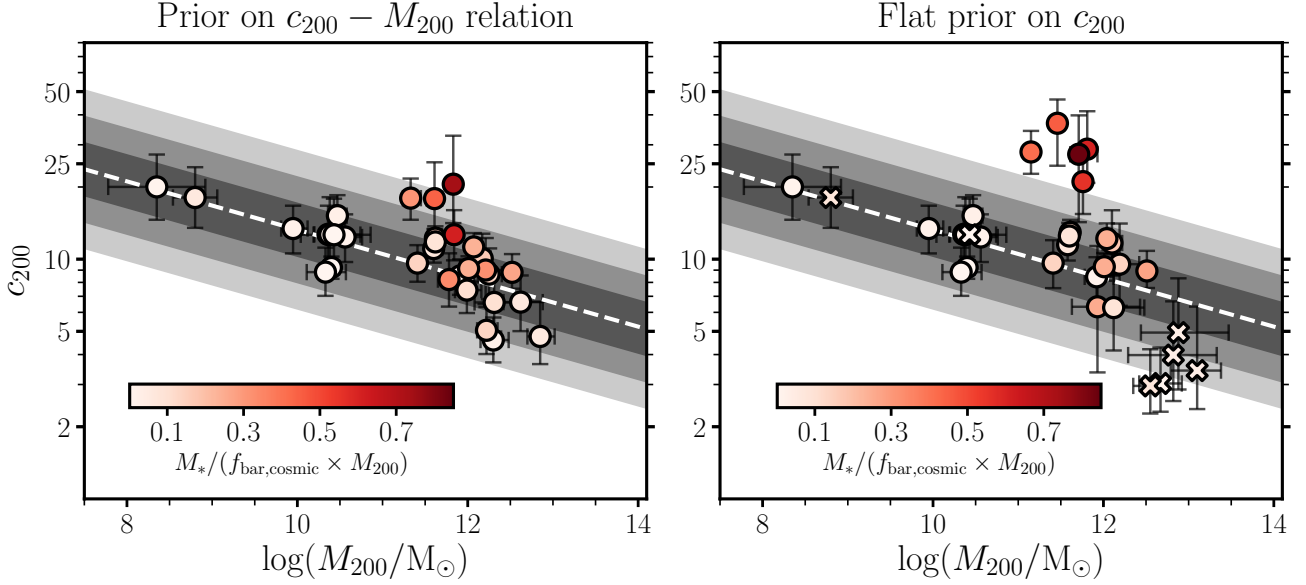 Prior on c₂₀₀ − M₂₀₀ relation
50
25
10
5
2
c₂₀₀
0.1 0.3 0.5 0.7
M∗/(f_bar,cosmic × M₂₀₀)
8 10 12 14
log(M₂₀₀/M⊙)
Flat prior on c₂₀₀
50
25
10
5
2
0.1 0.3 0.5 0.7
M∗/(f_bar,cosmic × M₂₀₀)
8 10 12 14
log(M₂₀₀/M⊙)